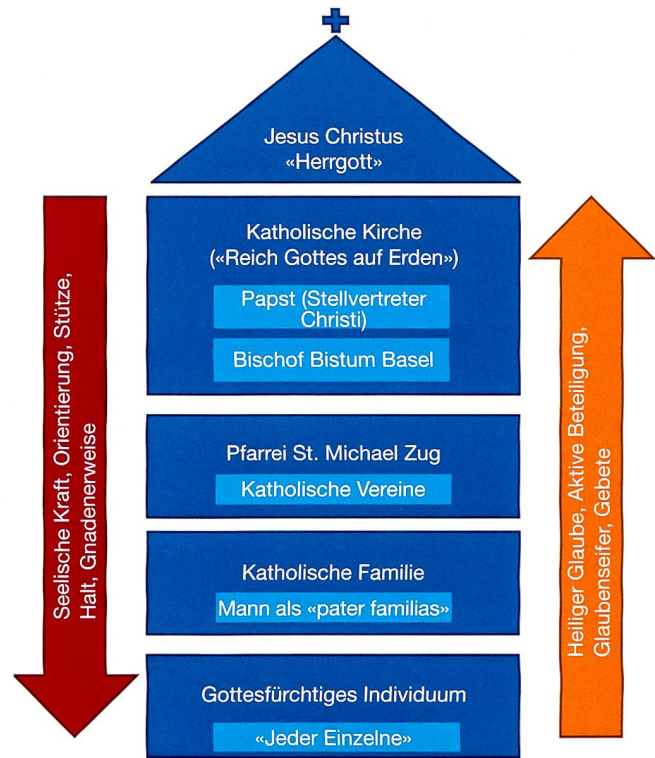 Jesus Christus
«Herrgott»
Katholische Kirche
(«Reich Gottes auf Erden»)
Papst (Stellvertreter
Christi)
Bischof Bistum Basel
Pfarrei St. Michael Zug
Katholische Vereine
Katholische Familie
Mann als «pater familias»
Gottesfürchtiges Individuum
«Jeder Einzelne»
Seelische Kraft, Orientierung, Stütze,
Halt, Gnadenerweise
Heiliger Glaube, Aktive Beteiligung,
Glaubenseifer, Gebete